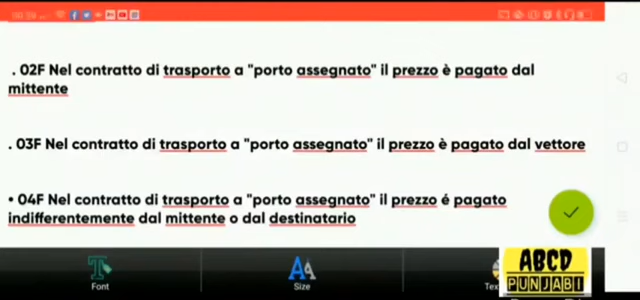 . 02F Nel contratto di trasporto a "porto assegnato" il prezzo è pagato dal
mittente
. 03F Nel contratto di trasporto a "porto assegnato" il prezzo è pagato dal vettore
• 04F Nel contratto di trasporto a "porto assegnato" il prezzo é pagato
indifferentemente dal mittente o dal destinatario
Font
Size
ABCD
PUNJABI